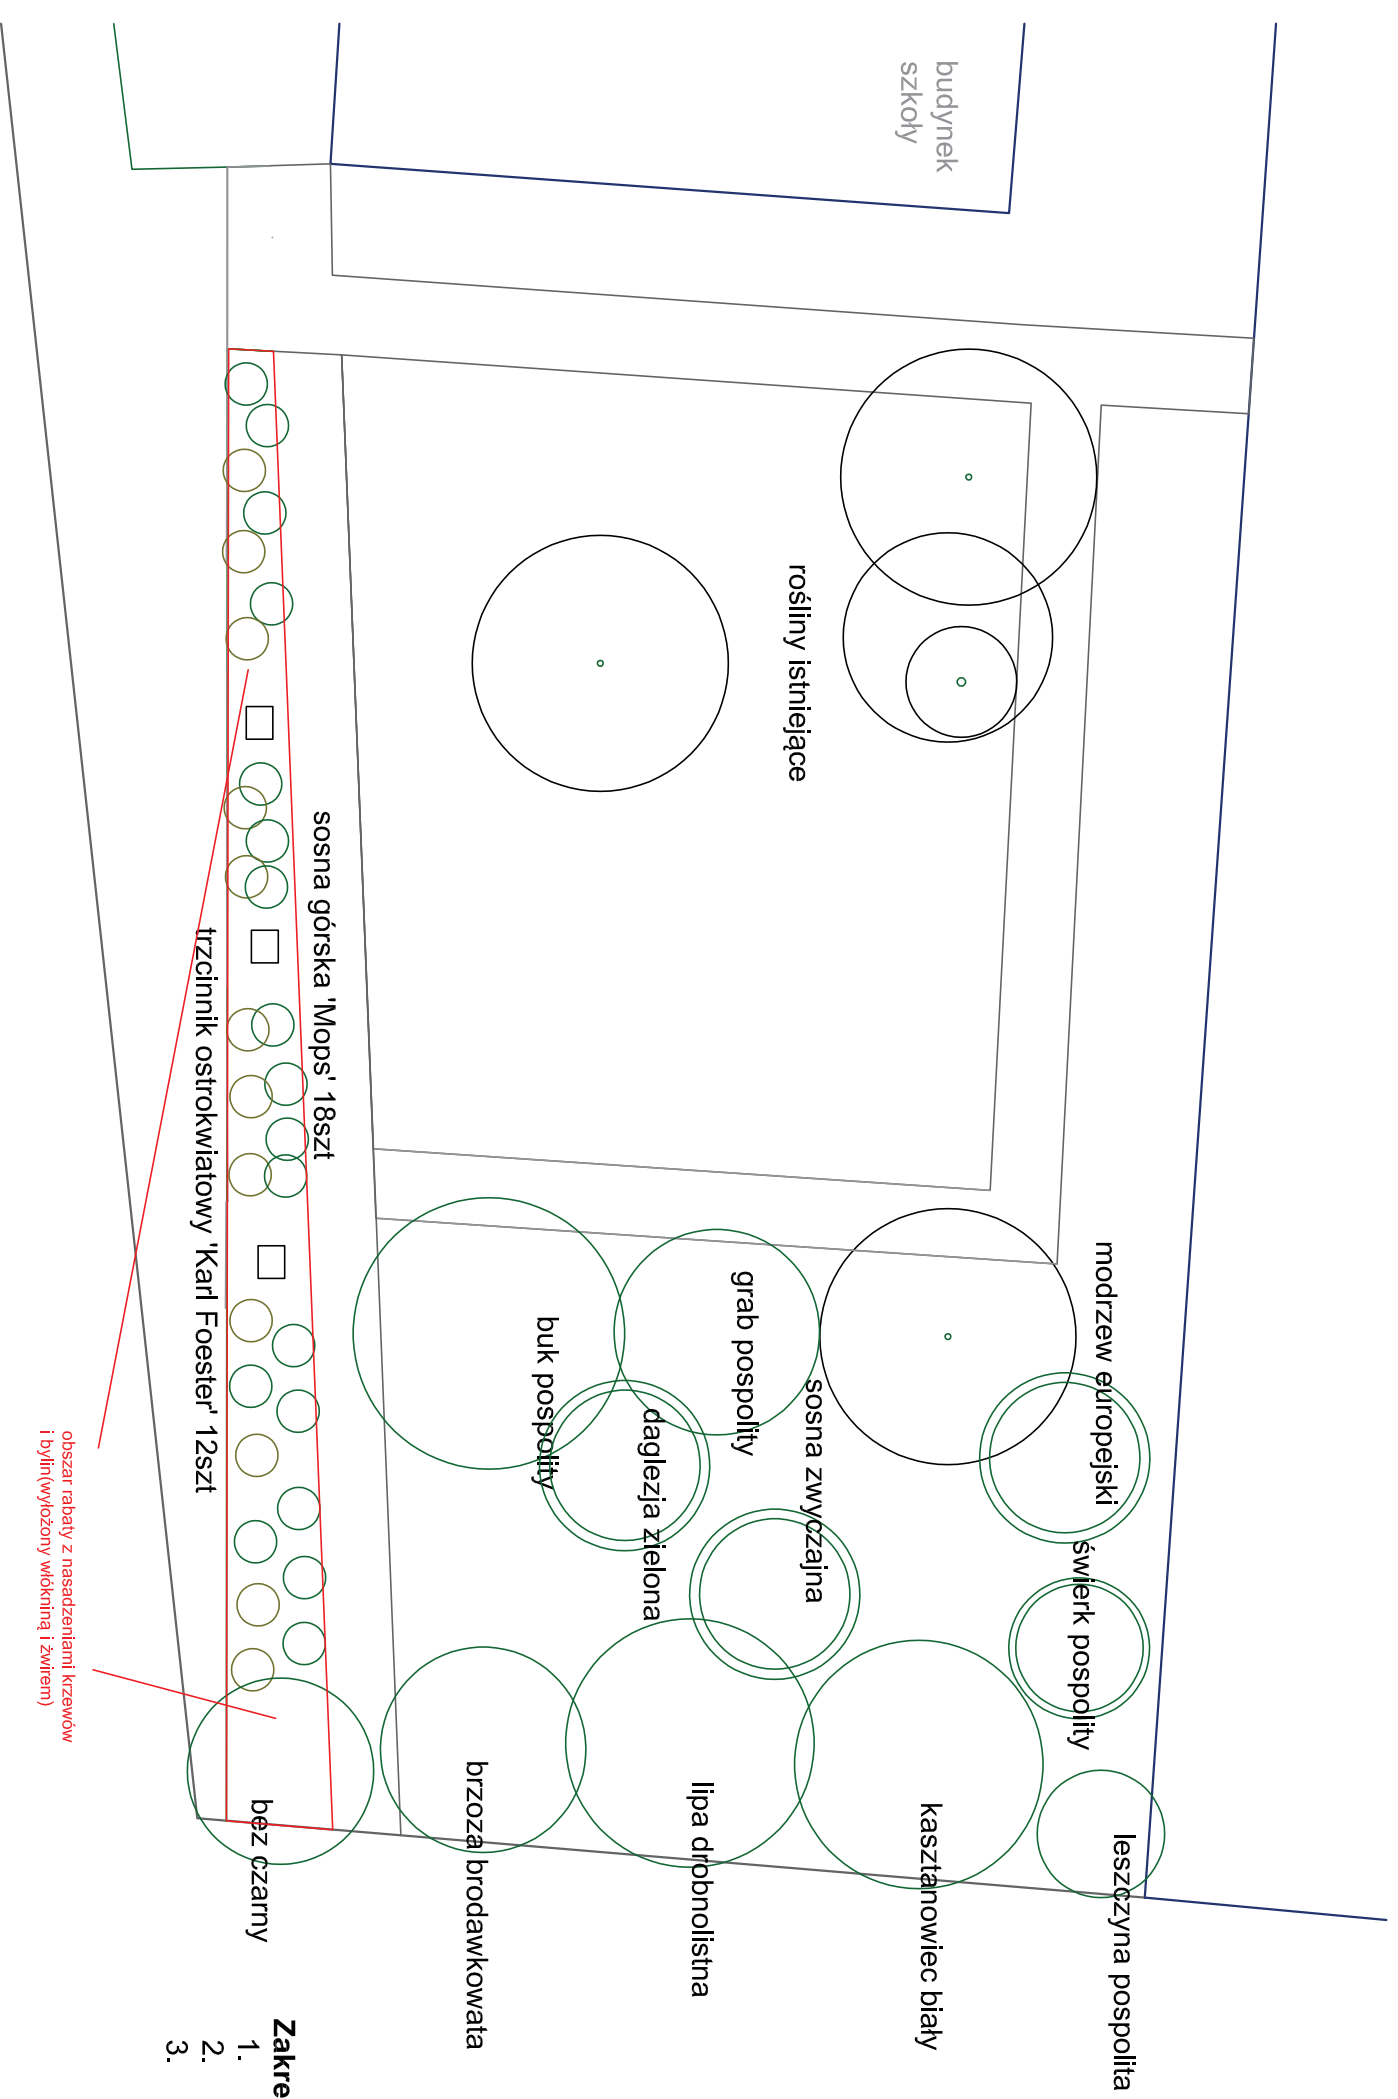 budynek
szkoły
rośliny istniejące
sosna górska 'Mops' 18szt
trzcinnik ostrokwiatowy 'Karl Foester' 12szt
modrzew europejski
grab pospolity
buk pospolity
sosna zwyczajna
daglezja zielona
świerk pospolity
obszar rabaty z nasadzeniami krzewów
i bylin(wyłożony włókniną i żwirem)
leszczyna pospolita
kasztanowiec biały
lipa drobnolistna
brzoza brodawkowata
bez czarny
Zakre
1.
2.
3.